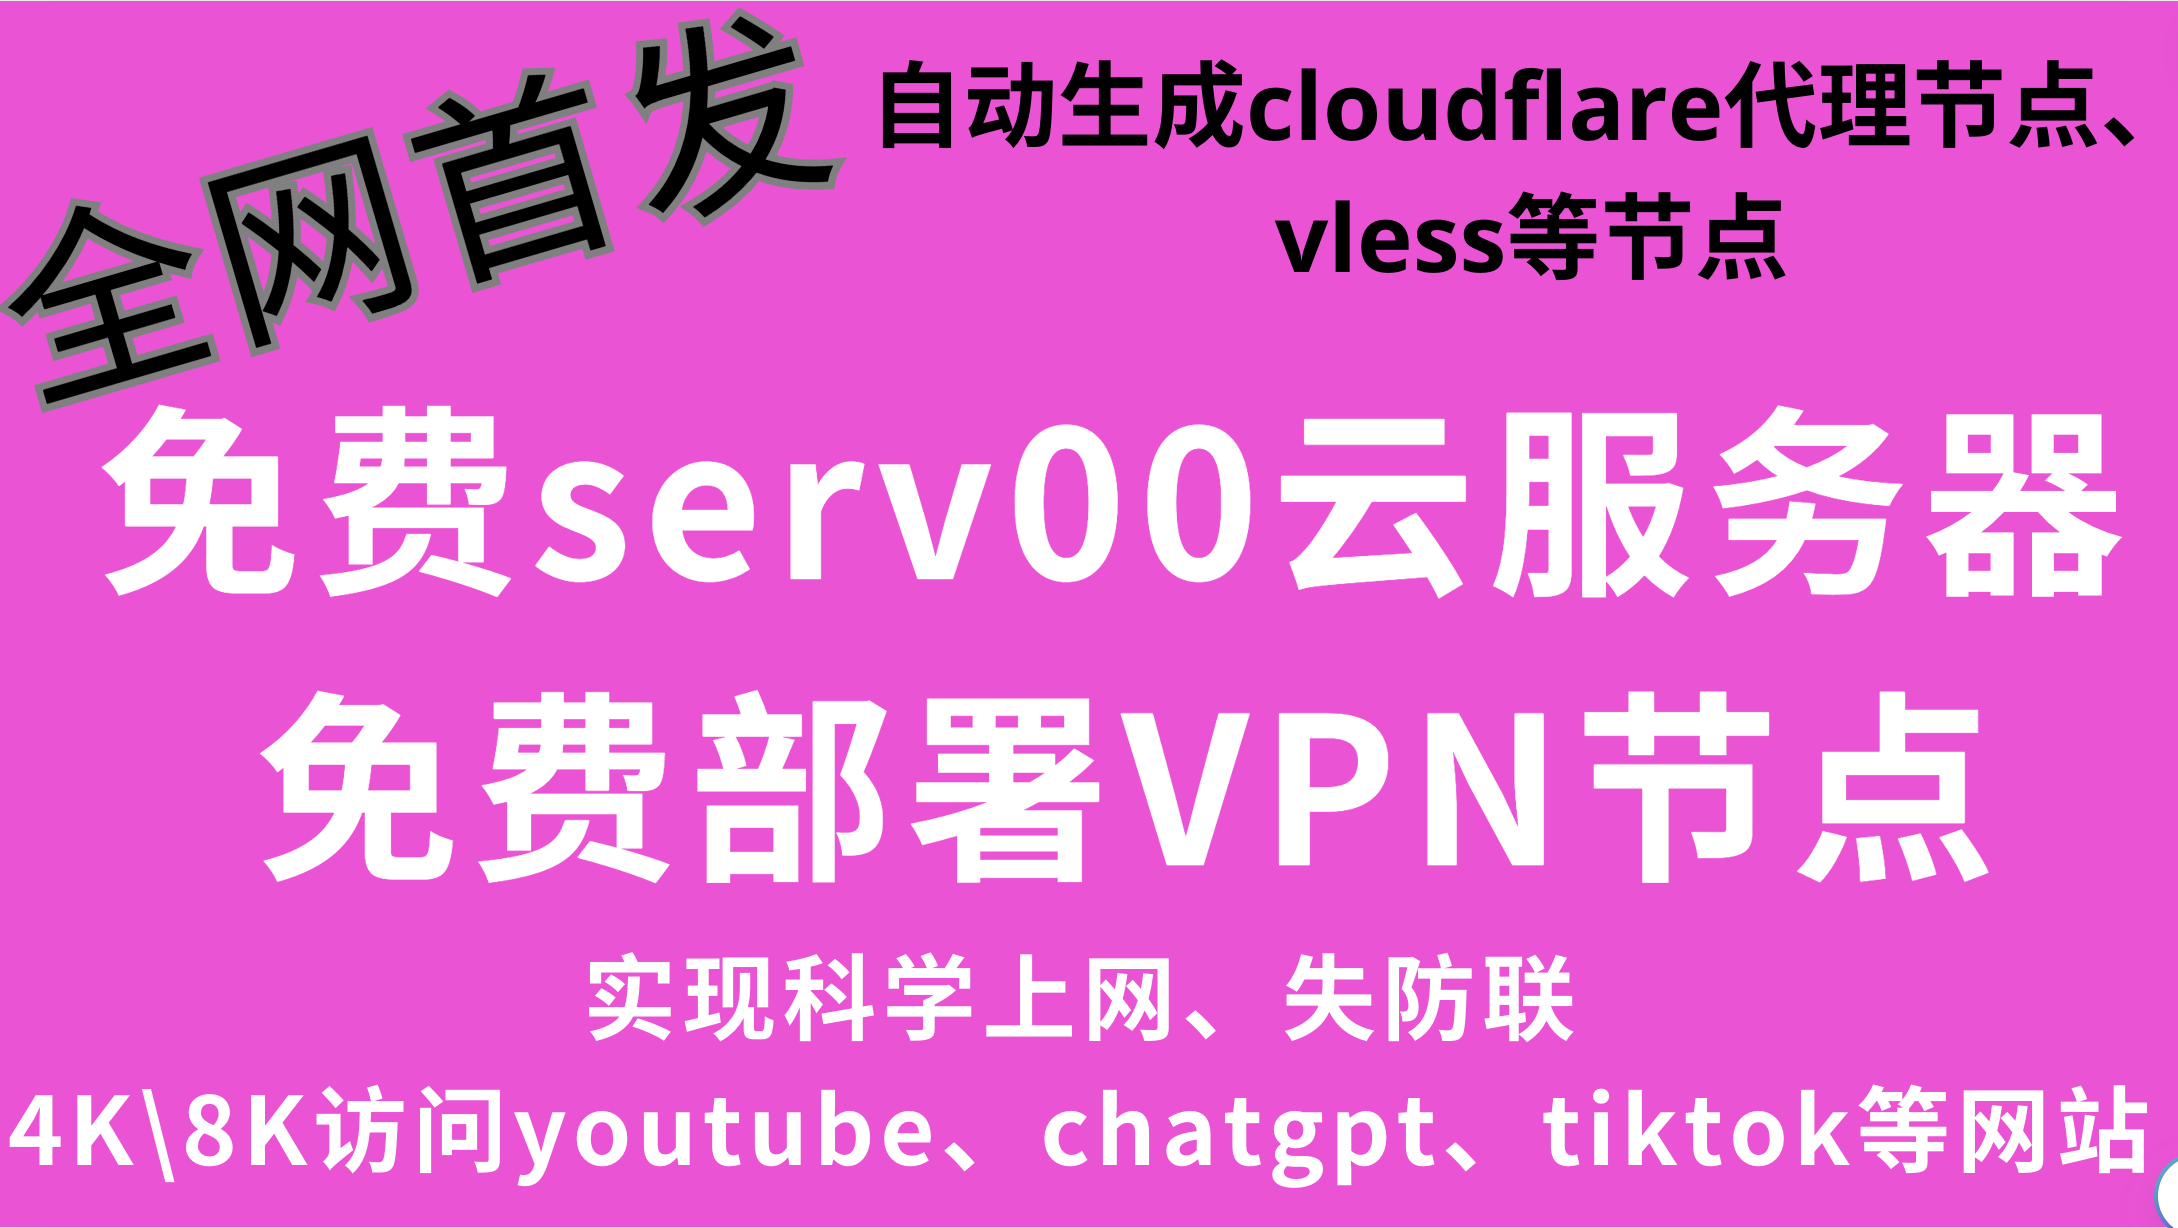 全网首发
自动生成cloudflare代理节点、
vless等节点
免费serv00云服务器
免费部署VPN节点
实现科学上网、失防联
4K\8K访问youtube、chatgpt、tiktok等网站